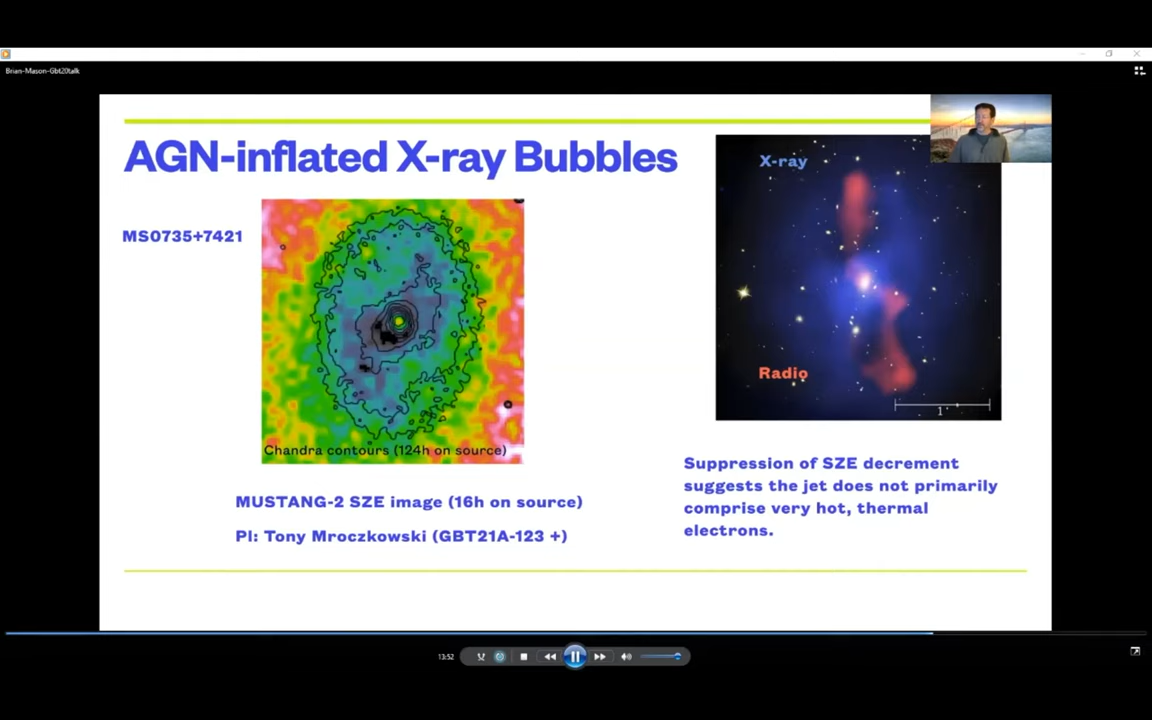 Brian-Mason-Gbt20talk
AGN-inflated X-ray Bubbles
MS0735+7421
Chandra contours (124h on source)
MUSTANG-2 SZE image (16h on source)
PI: Tony Mroczkowski (GBT21A-123 +)
X-ray
Radio
1'
Suppression of SZE decrement
suggests the jet does not primarily
comprise very hot, thermal
electrons.
13:52